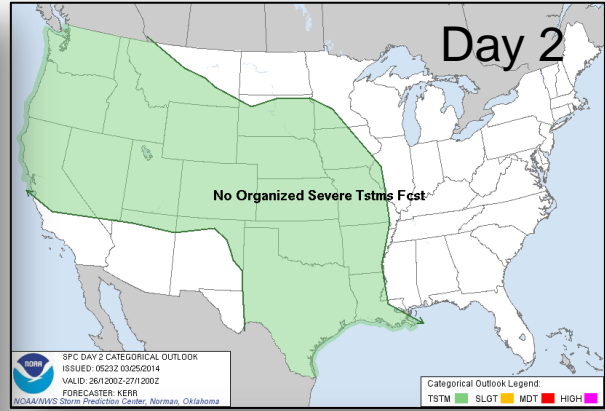 Day 2
No Organized Severe Tstms Fcst
NOAA
SPC DAY 2 CATEGORICAL OUTLOOK
ISSUED: 0523Z 03/25/2014
VALID: 26/1200Z-27/1200Z
FORECASTER: KERR
NOAA/NWS Storm Prediction Center, Norman, Oklahoma
Categorical Outlook Legend:
TSTM SLGT MDT HIGH